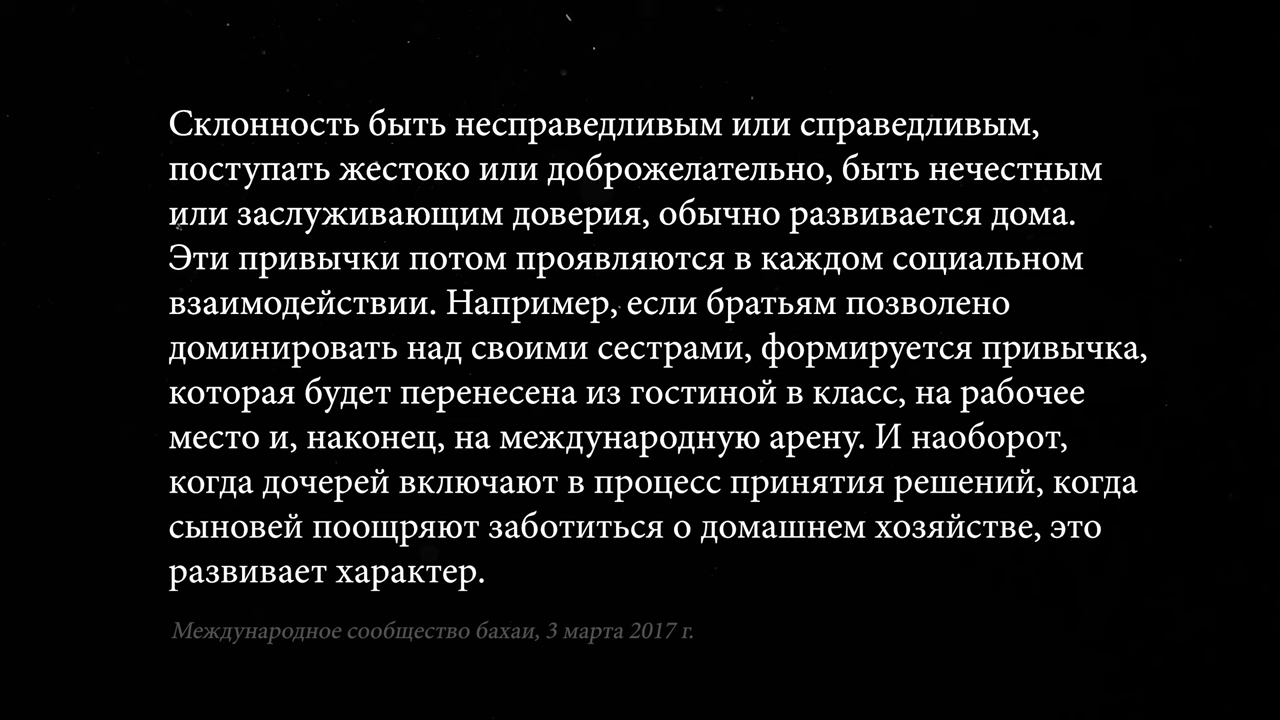 Склонность быть несправедливым или справедливым,
поступать жестоко или доброжелательно, быть нечестным
или заслуживающим доверия, обычно развивается дома.
Эти привычки потом проявляются в каждом социальном
взаимодействии. Например, если братьям позволено
доминировать над своими сестрами, формируется привычка,
которая будет перенесена из гостиной в класс, на рабочее
место и, наконец, на международную арену. И наоборот,
когда дочерей включают в процесс принятия решений, когда
сыновей поощряют заботиться о домашнем хозяйстве, это
развивает характер.
Международное сообщество бахаи, 3 марта 2017 г.